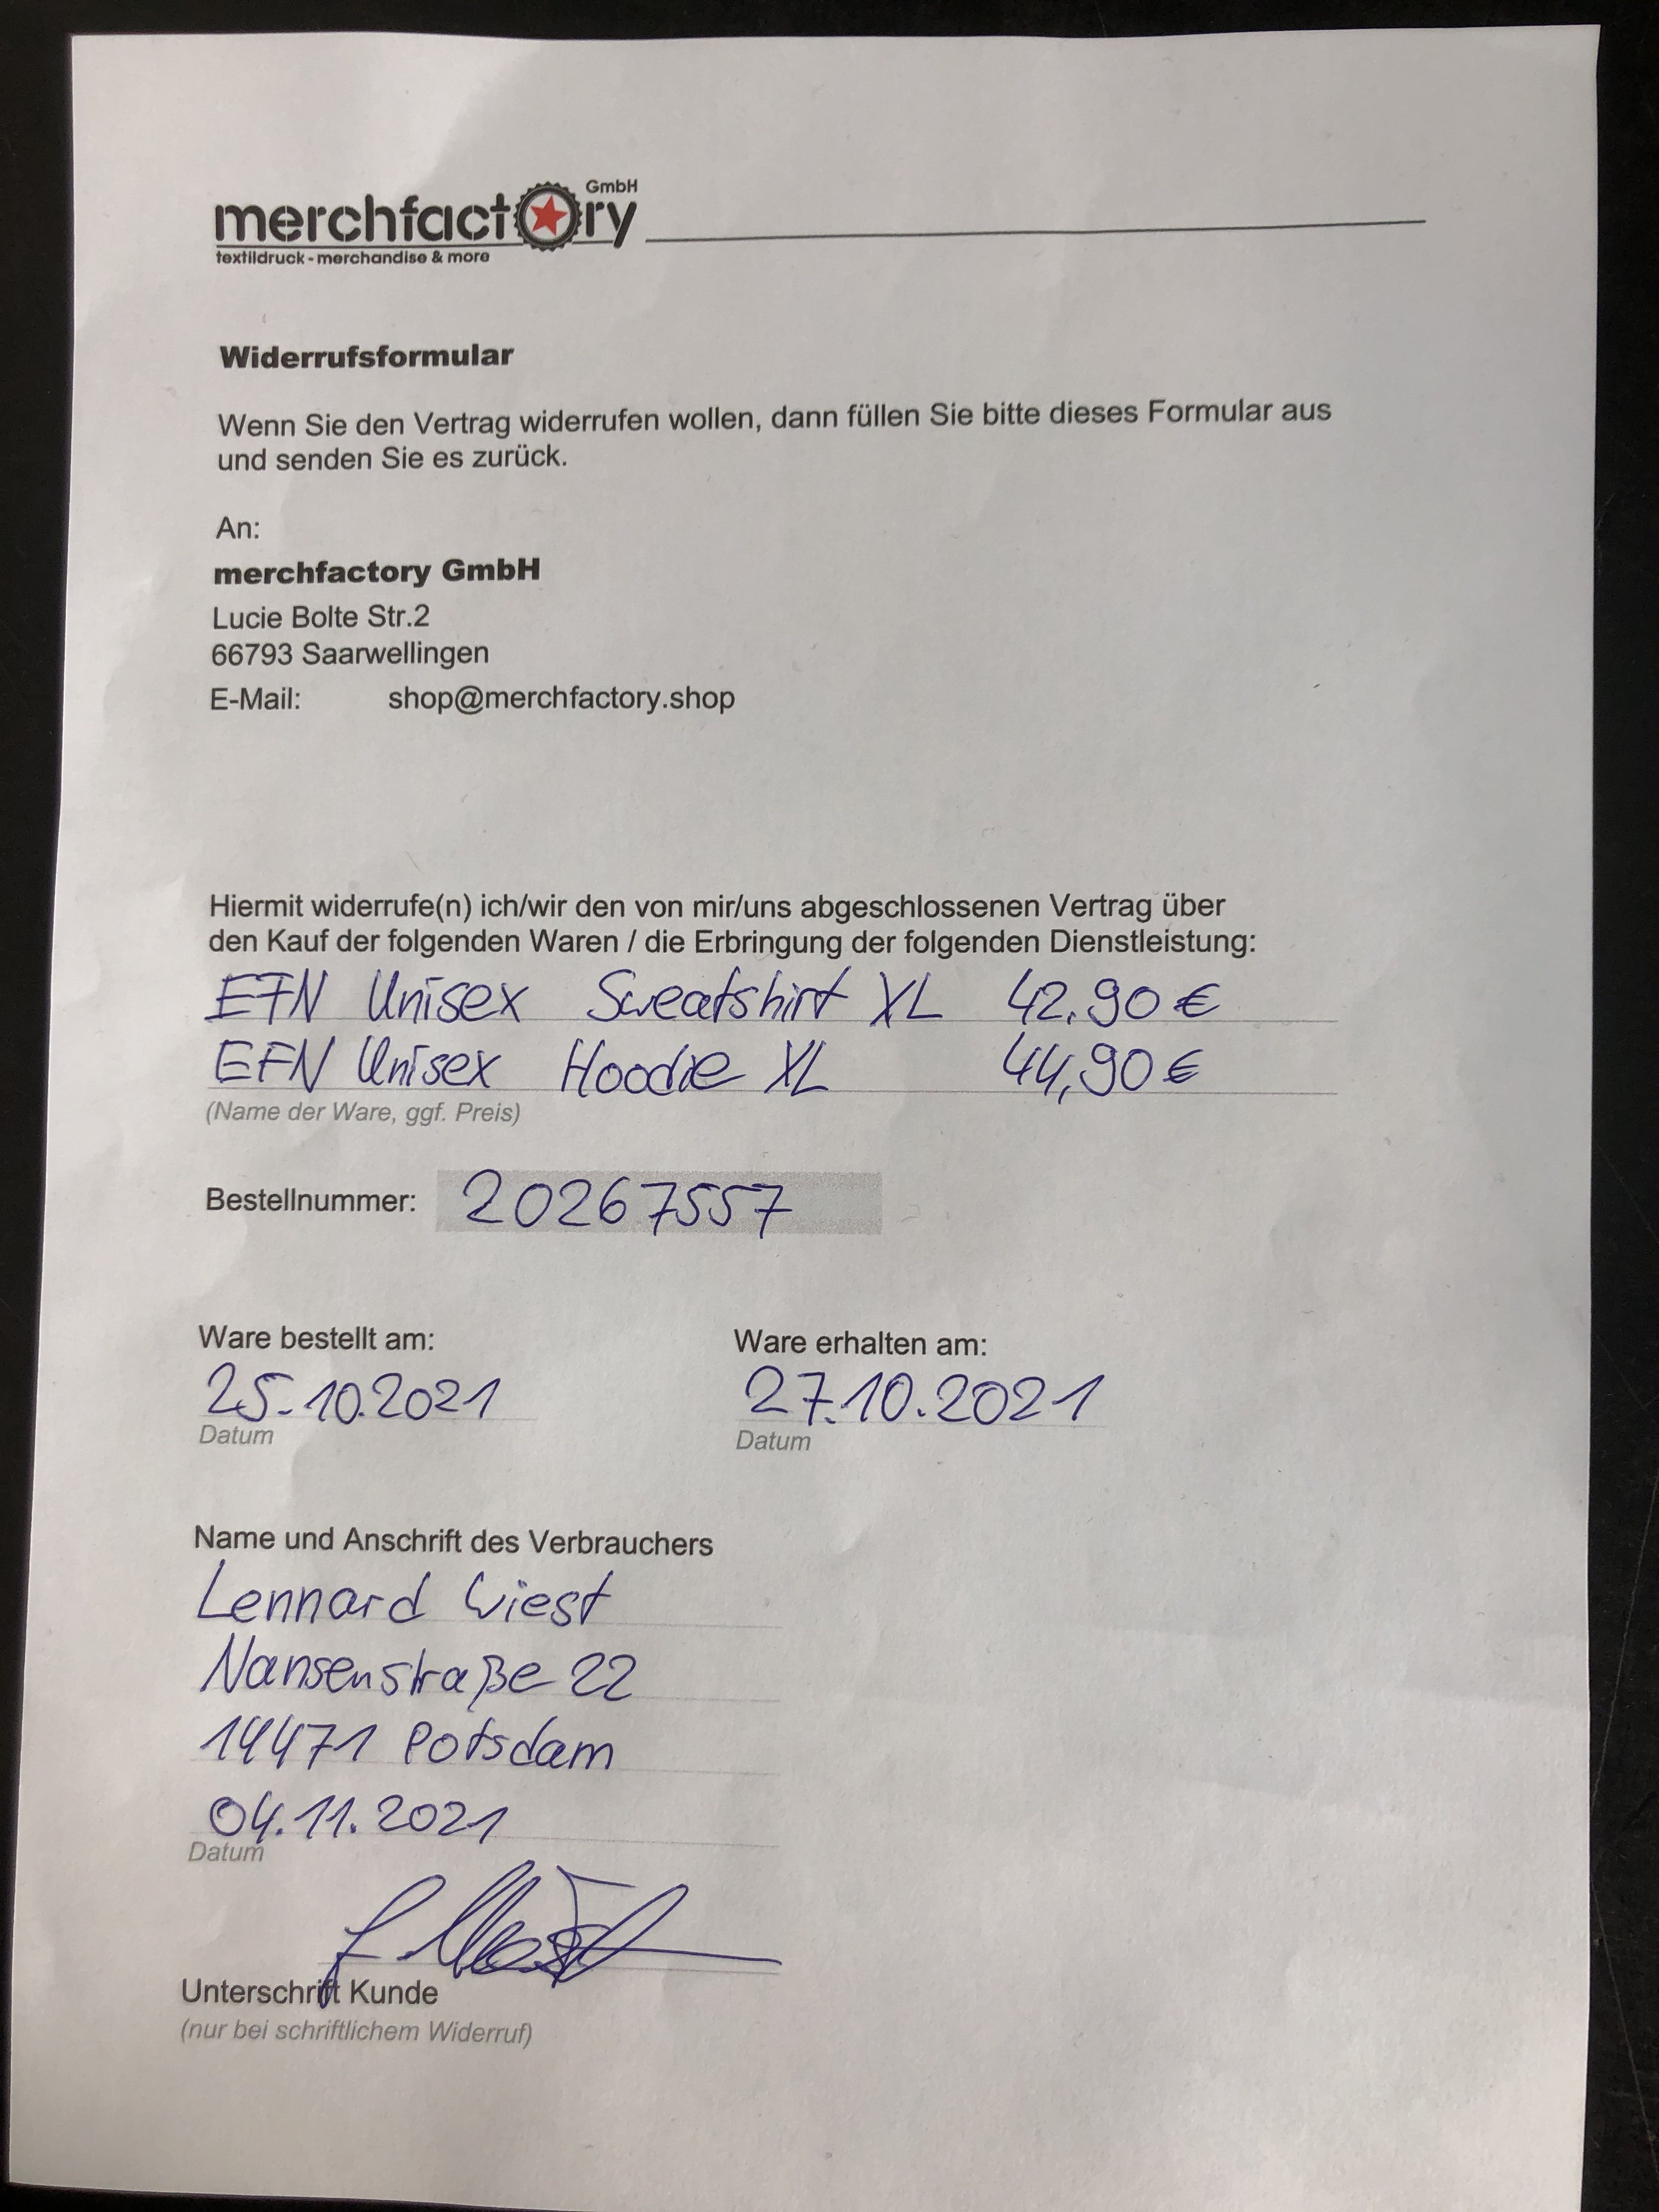 GmbH
merchfactory
textildruck - merchandise & more
Widerrufsformular
Wenn Sie den Vertrag widerrufen wollen, dann füllen Sie bitte dieses Formular aus
und senden Sie es zurück.
An:
merchfactory GmbH
Lucie Bolte Str.2
66793 Saarwellingen
E-Mail: shop@merchfactory.shop
Hiermit widerrufe(n) ich/wir den von mir/uns abgeschlossenen Vertrag über
den Kauf der folgenden Waren / die Erbringung der folgenden Dienstleistung:
EFN Unisex Sweatshirt XL 42,90 €
EFN Unisex Hoodie XL 44,90 €
(Name der Ware, ggf. Preis)
Bestellnummer: 20267557
Ware bestellt am: Ware erhalten am:
25.10.2021 27.10.2021
Datum Datum
Name und Anschrift des Verbrauchers
Lennard Wiest
Nansenstraße 22
14471 Potsdam
04.11.2021
Datum
Unterschrift Kunde
(nur bei schriftlichem Widerruf)